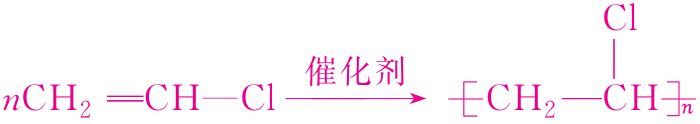 Cl
催化剂
nCH₂=CH—Cl → [CH₂—CH]ₙ